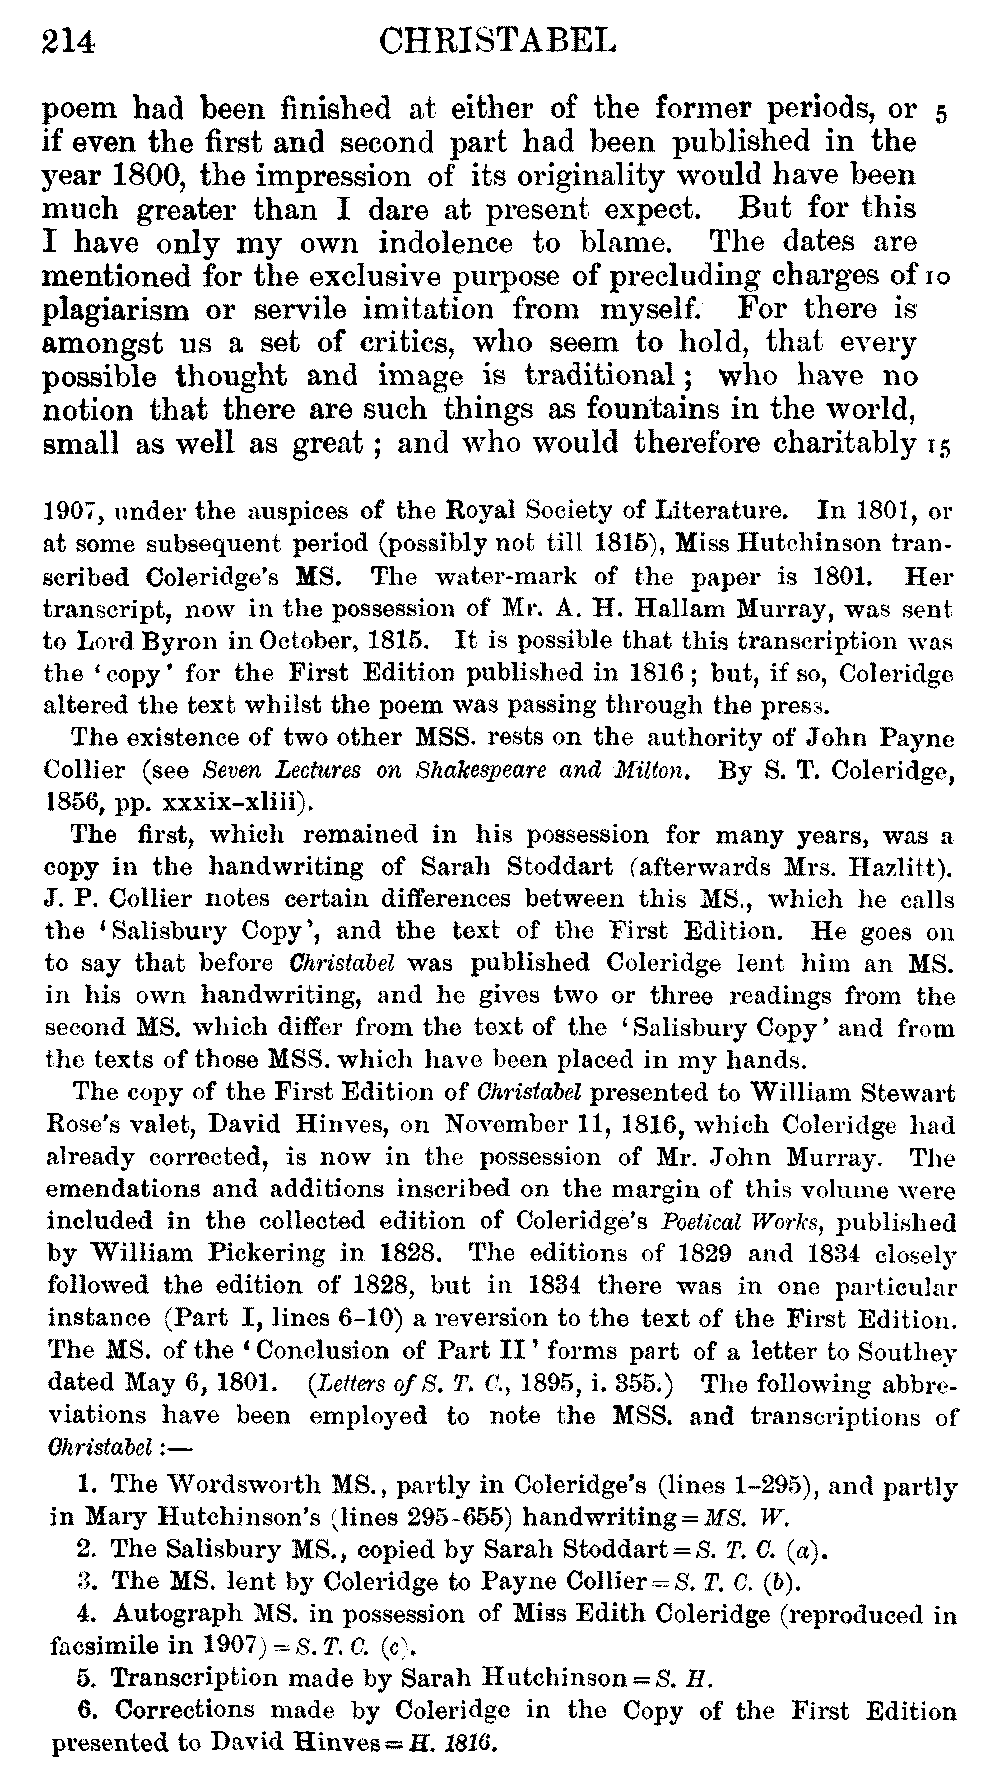 214 CHRISTABEL
poem had been finished at either of the former periods, or 5
if even the first and second part had been published in the
year 1800, the impression of its originality would have been
much greater than I dare at present expect. But for this
I have only my own indolence to blame. The dates are
mentioned for the exclusive purpose of precluding charges of 10
plagiarism or servile imitation from myself. For there is
amongst us a set of critics, who seem to hold, that every
possible thought and image is traditional; who have no
notion that there are such things as fountains in the world,
small as well as great; and who would therefore charitably 15
1907, under the auspices of the Royal Society of Literature. In 1801, or
at some subsequent period (possibly not till 1815), Miss Hutchinson tran-
scribed Coleridge's MS. The water-mark of the paper is 1801. Her
transcript, now in the possession of Mr. A. H. Hallam Murray, was sent
to Lord Byron in October, 1815. It is possible that this transcription was
the 'copy' for the First Edition published in 1816; but, if so, Coleridge
altered the text whilst the poem was passing through the press.
The existence of two other MSS. rests on the authority of John Payne
Collier (see Seven Lectures on Shakespeare and Milton. By S. T. Coleridge,
1856, pp. xxxix-xliii).
The first, which remained in his possession for many years, was a
copy in the handwriting of Sarah Stoddart (afterwards Mrs. Hazlitt).
J. P. Collier notes certain differences between this MS., which he calls
the 'Salisbury Copy', and the text of the First Edition. He goes on
to say that before Christabel was published Coleridge lent him an MS.
in his own handwriting, and he gives two or three readings from the
second MS. which differ from the text of the 'Salisbury Copy' and from
the texts of those MSS. which have been placed in my hands.
The copy of the First Edition of Christabel presented to William Stewart
Rose's valet, David Hinves, on November 11, 1816, which Coleridge had
already corrected, is now in the possession of Mr. John Murray. The
emendations and additions inscribed on the margin of this volume were
included in the collected edition of Coleridge's Poetical Works, published
by William Pickering in 1828. The editions of 1829 and 1834 closely
followed the edition of 1828, but in 1834 there was in one particular
instance (Part I, lines 6-10) a reversion to the text of the First Edition.
The MS. of the 'Conclusion of Part II' forms part of a letter to Southey
dated May 6, 1801. (Letters of S. T. C., 1895, i. 355.) The following abbre-
viations have been employed to note the MSS. and transcriptions of
Christabel:—
1. The Wordsworth MS., partly in Coleridge's (lines 1-295), and partly
in Mary Hutchinson's (lines 295-655) handwriting = MS. W.
2. The Salisbury MS., copied by Sarah Stoddart = S. T. C. (a).
3. The MS. lent by Coleridge to Payne Collier = S. T. C. (b).
4. Autograph MS. in possession of Miss Edith Coleridge (reproduced in
facsimile in 1907) = S. T. C. (c).
5. Transcription made by Sarah Hutchinson = S. H.
6. Corrections made by Coleridge in the Copy of the First Edition
presented to David Hinves = H. 1816.